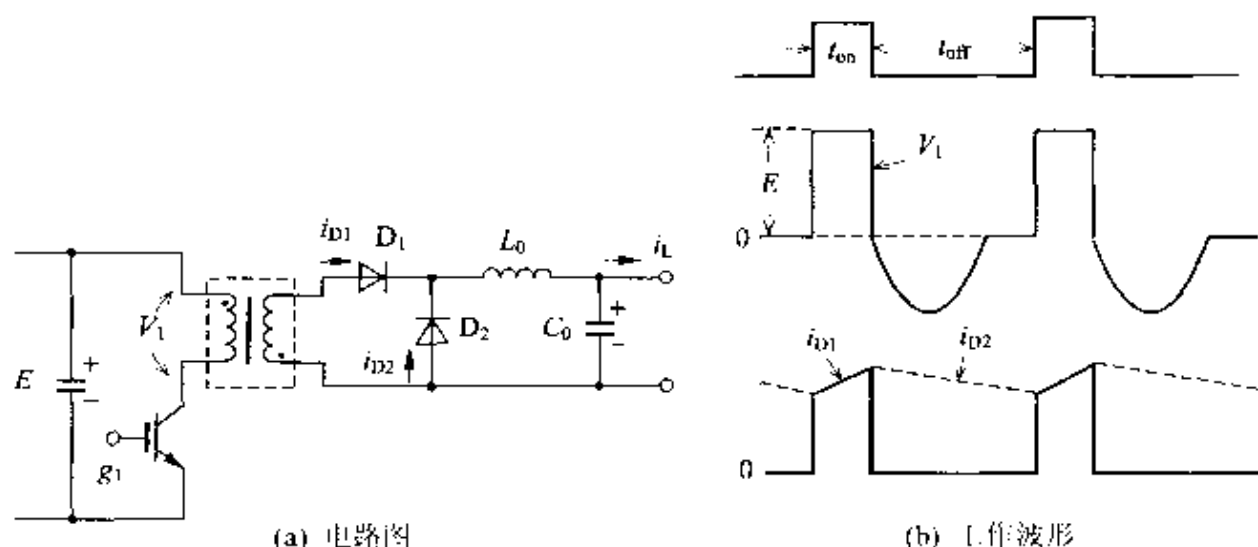 t_on
t_off
V_1
E
0
i_D1
D_1
L_0
i_L
V_1
D_2
C_0
+
-
i_D2
E
+
-
g_1
i_D1
i_D2
0
(a) 电路图
(b) 工作波形